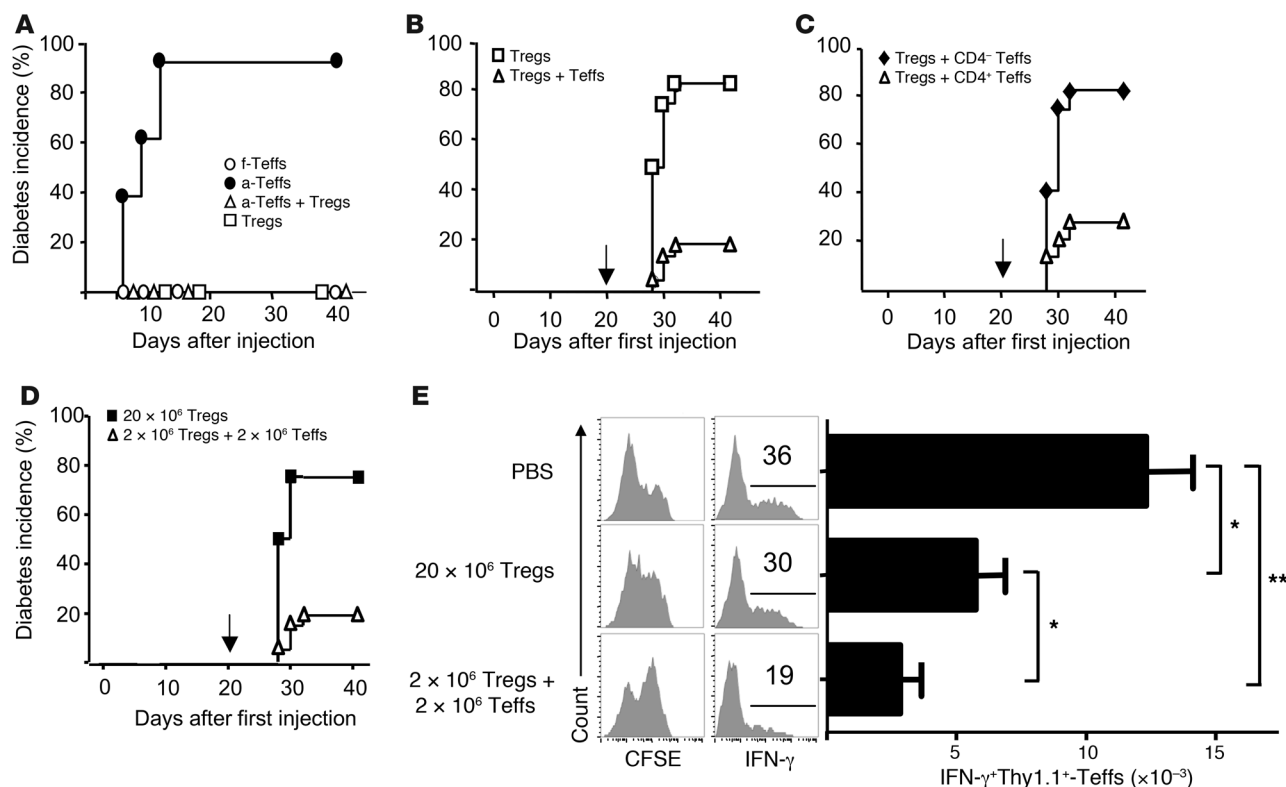 A
Diabetes incidence (%)
100
80
60
40
20
f-Teffs
a-Teffs
a-Teffs + Tregs
Tregs
10 20 30 40
Days after injection
B
100
80
60
40
20
Tregs
Tregs + Teffs
0 10 20 30 40
Days after first injection
C
100
80
60
40
20
Tregs + CD4⁻ Teffs
Tregs + CD4⁺ Teffs
0 10 20 30 40
Days after first injection
D
Diabetes incidence (%)
100
80
60
40
20
20 × 10⁶ Tregs
2 × 10⁶ Tregs + 2 × 10⁶ Teffs
0 10 20 30 40
Days after first injection
E
PBS
36
20 × 10⁶ Tregs
30
2 × 10⁶ Tregs +
2 × 10⁶ Teffs
19
Count
CFSE
IFN-γ
*
*
**
5 10 15
IFN-γ⁺Thy1.1⁺-Teffs (×10⁻³)